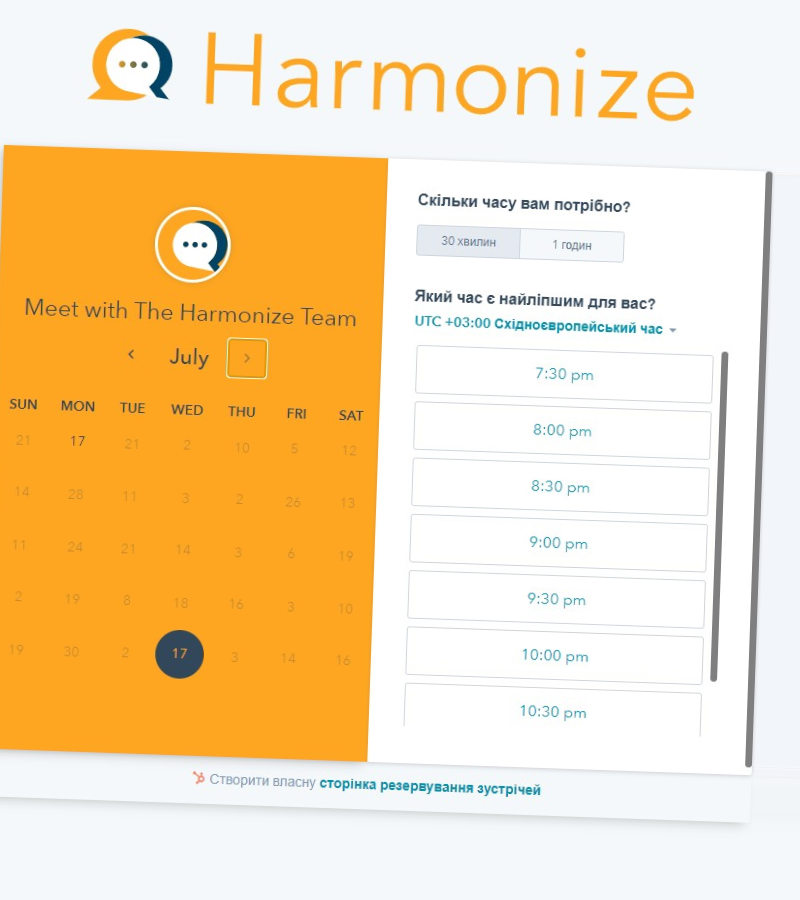 Harmonize
Meet with The Harmonize Team
July
SUN MON TUE WED THU FRI SAT
21 17 21 2 10 5 12
14 28 11 3 2 26 13
11 24 21 14 3 6 19
2 19 8 18 16 3 10
19 30 2 17 3 14 16
Скільки часу вам потрібно?
30 хвилин 1 годин
Який час є найліпшим для вас?
UTC +03:00 Східноєвропейський час
7:30 pm
8:00 pm
8:30 pm
9:00 pm
9:30 pm
10:00 pm
10:30 pm
Створити власну сторінка резервування зустрічей